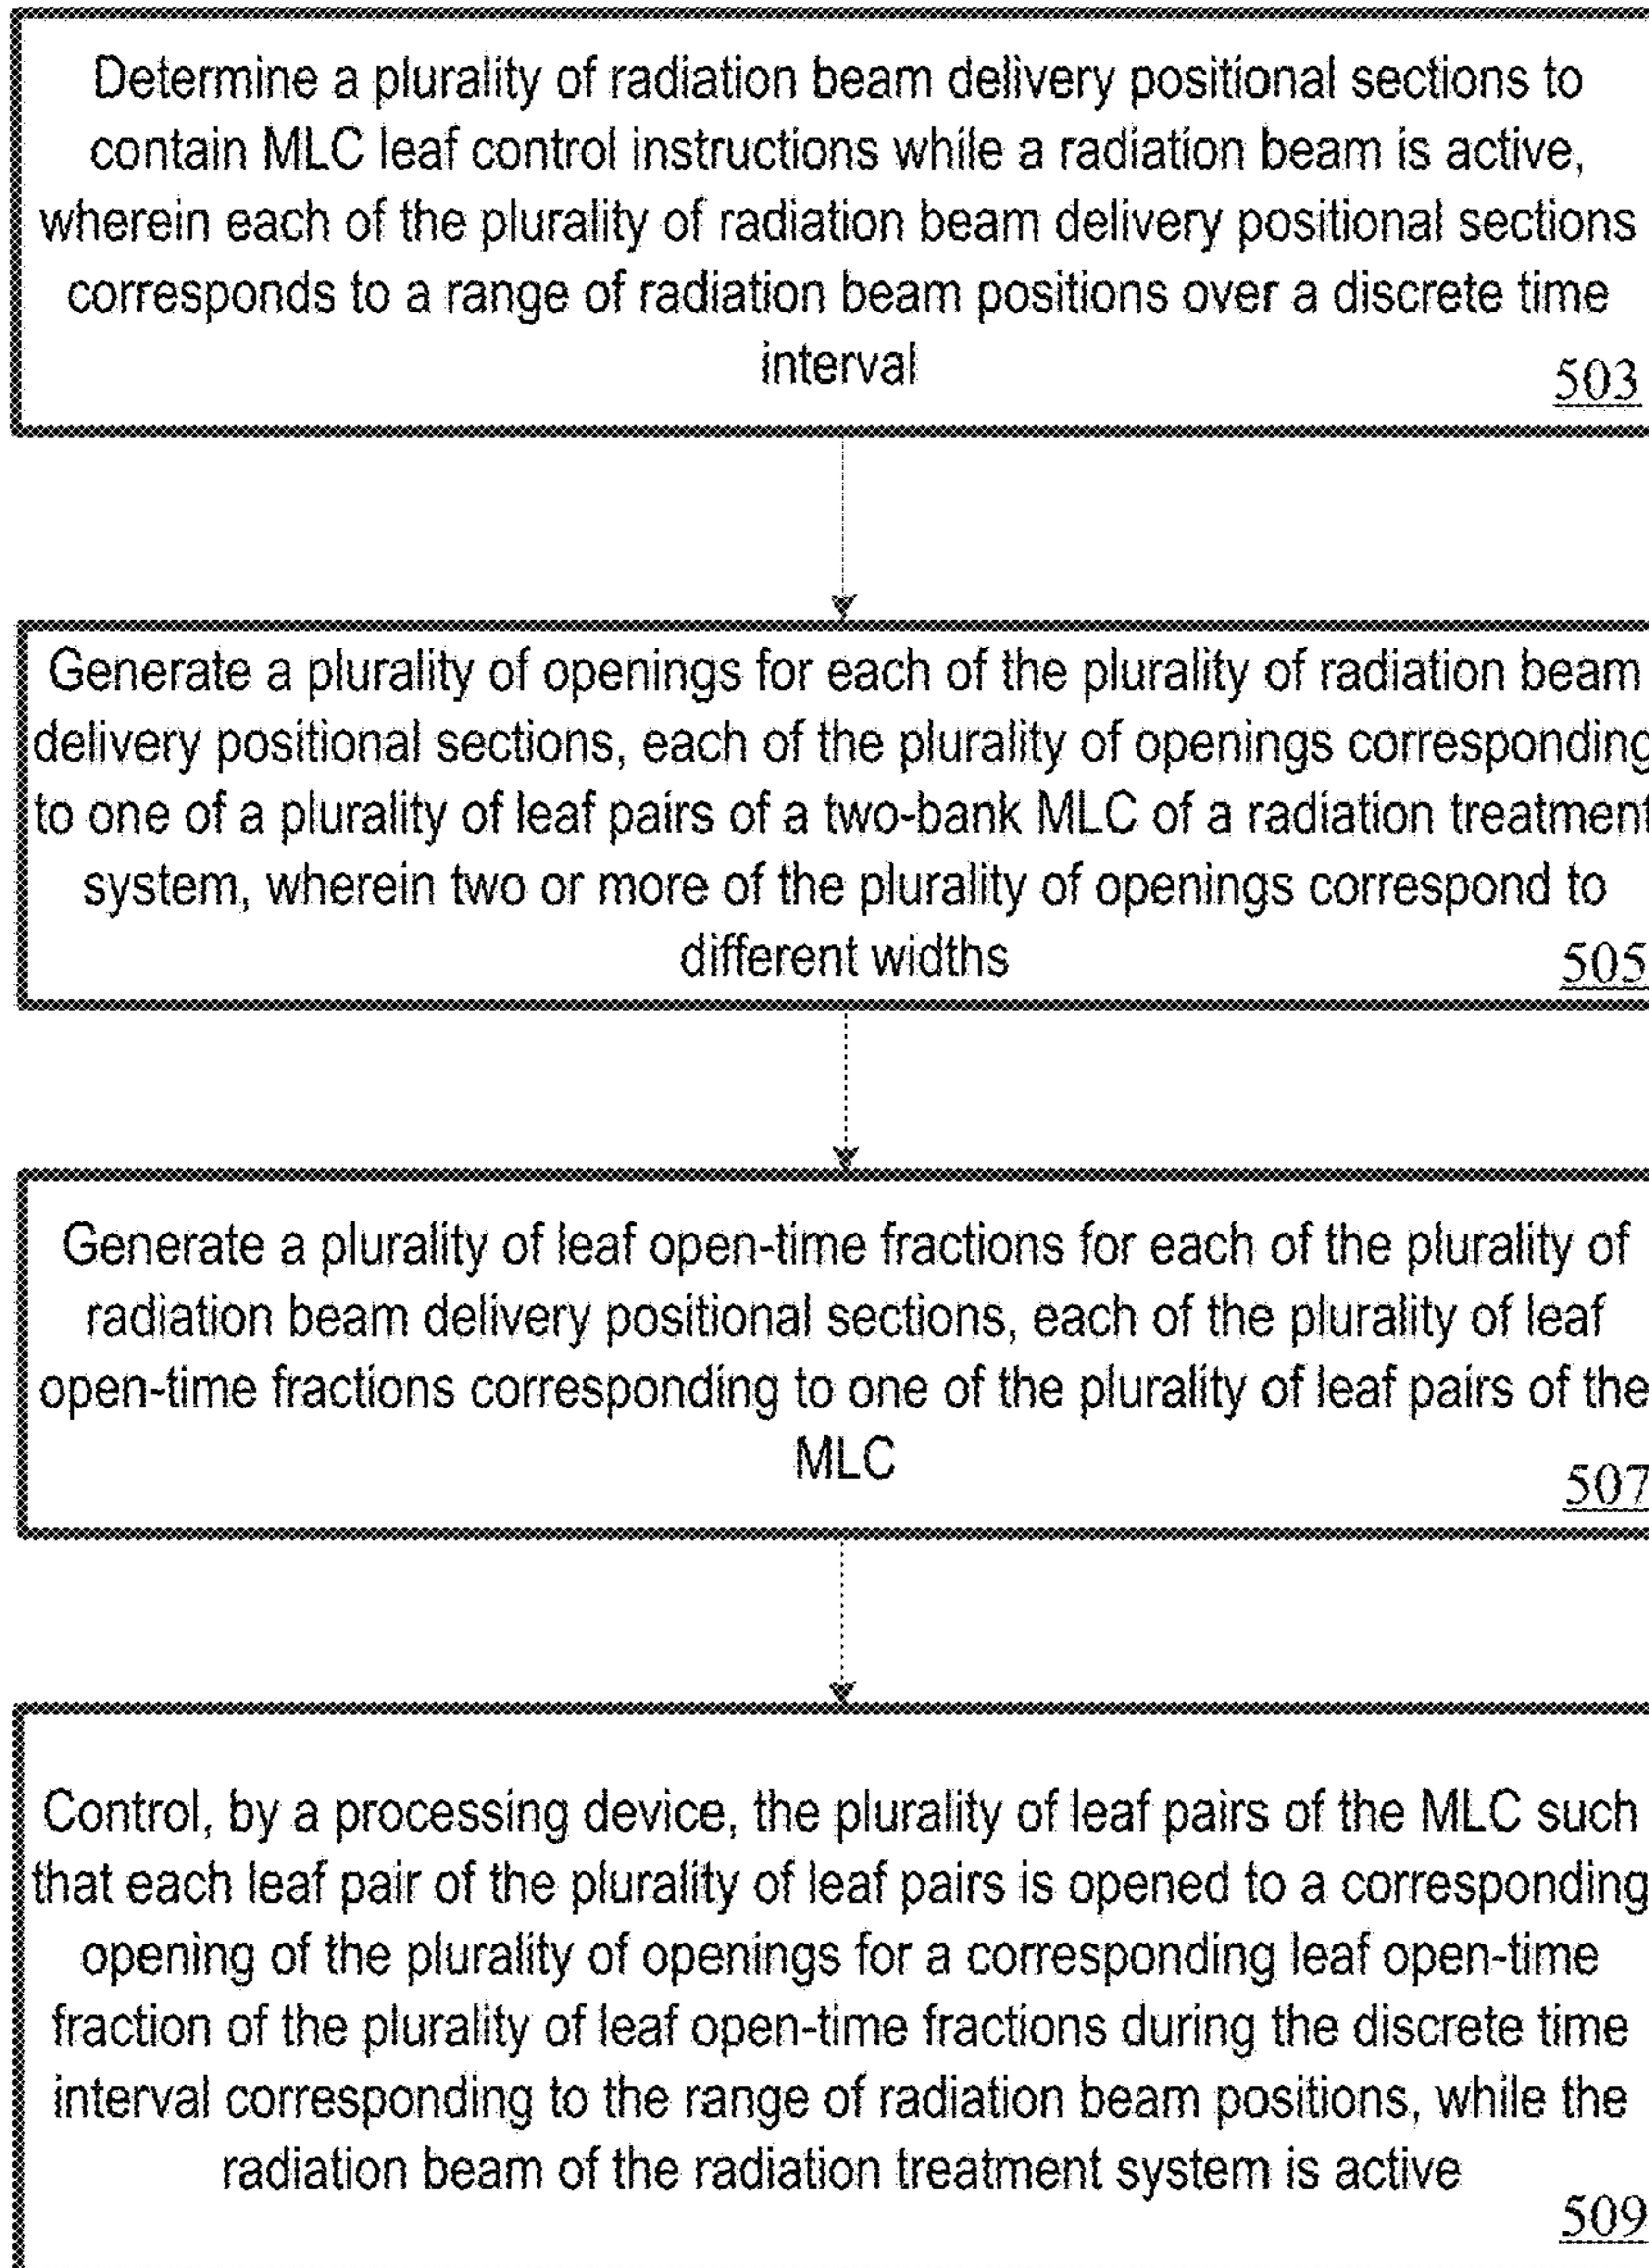 Determine a plurality of radiation beam delivery positional sections to
contain MLC leaf control instructions while a radiation beam is active,
wherein each of the plurality of radiation beam delivery positional sections
corresponds to a range of radiation beam positions over a discrete time
interval
503
Generate a plurality of openings for each of the plurality of radiation beam
delivery positional sections, each of the plurality of openings corresponding
to one of a plurality of leaf pairs of a two-bank MLC of a radiation treatment
system, wherein two or more of the plurality of openings correspond to
different widths
505
Generate a plurality of leaf open-time fractions for each of the plurality of
radiation beam delivery positional sections, each of the plurality of leaf
open-time fractions corresponding to one of the plurality of leaf pairs of the
MLC
507
Control, by a processing device, the plurality of leaf pairs of the MLC such
that each leaf pair of the plurality of leaf pairs is opened to a corresponding
opening of the plurality of openings for a corresponding leaf open-time
fraction of the plurality of leaf open-time fractions during the discrete time
interval corresponding to the range of radiation beam positions, while the
radiation beam of the radiation treatment system is active
509